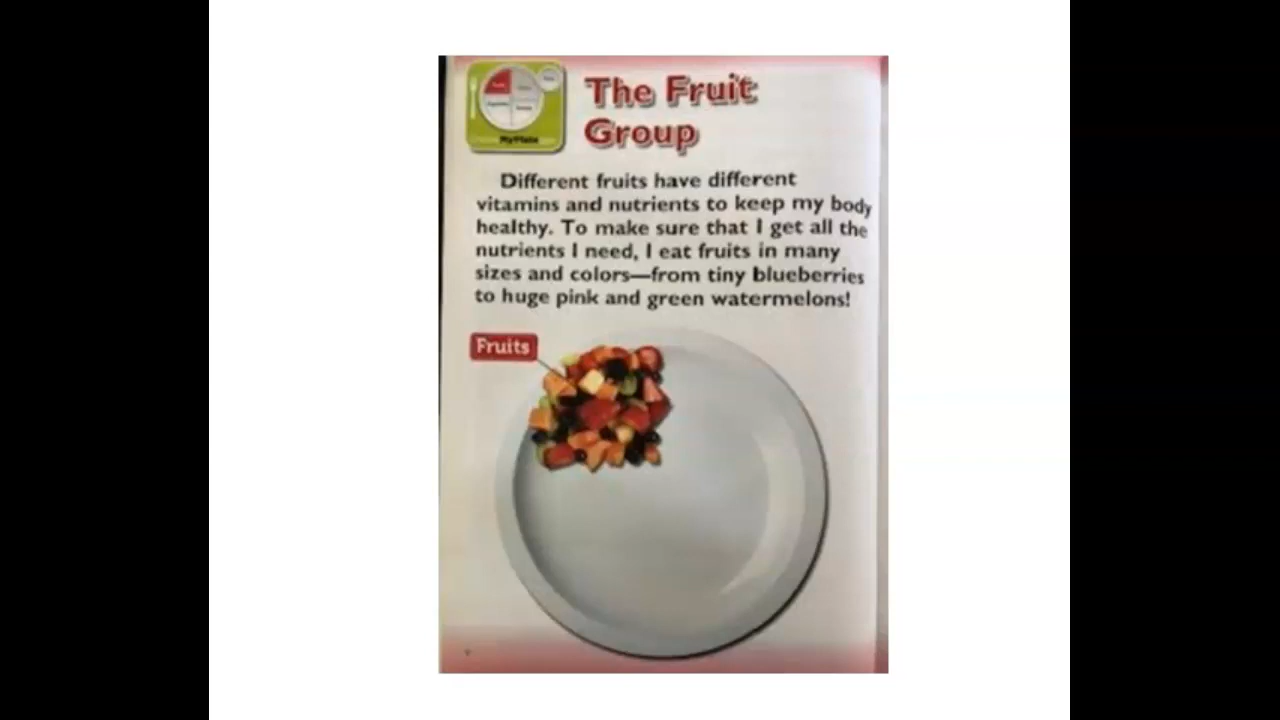 The Fruit
Group
MyPlate
Different fruits have different
vitamins and nutrients to keep my body
healthy. To make sure that I get all the
nutrients I need, I eat fruits in many
sizes and colors—from tiny blueberries
to huge pink and green watermelons!
Fruits